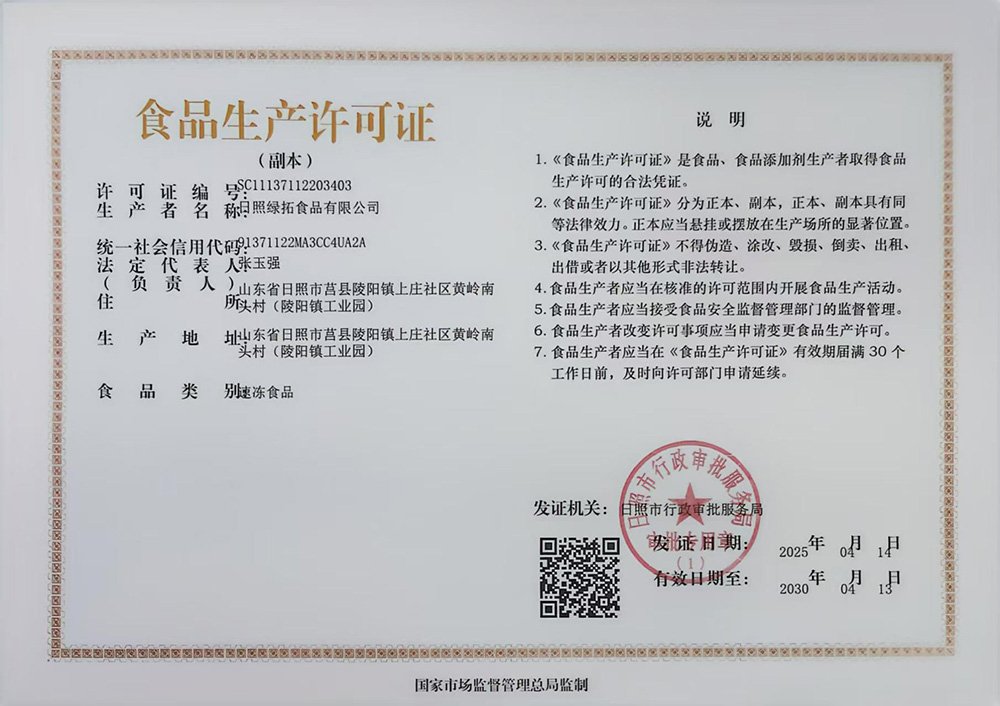 食品生产许可证
(副本)
许可证编号:SC11137112203403
生产者名称:日照绿拓食品有限公司
统一社会信用代码:91371122MA3CC4UA2A
法定代表人张玉强
(负责人)
住所山东省日照市莒县陵阳镇上庄社区黄岭南
头村(陵阳镇工业园)
生产地址山东省日照市莒县陵阳镇上庄社区黄岭南
头村(陵阳镇工业园)
食品类别速冻食品
说明
1.《食品生产许可证》是食品、食品添加剂生产者取得食品
生产许可的合法凭证。
2.《食品生产许可证》分为正本、副本,正本、副本具有同
等法律效力。正本应当悬挂或摆放在生产场所的显著位置。
3.《食品生产许可证》不得伪造、涂改、毁损、倒卖、出租、
出借或者以其他形式非法转让。
4.食品生产者应当在核准的许可范围内开展食品生产活动。
5.食品生产者应当接受食品安全监督管理部门的监督管理。
6.食品生产者改变许可事项应当申请变更食品生产许可。
7.食品生产者应当在《食品生产许可证》有效期届满30个
工作日前,及时向许可部门申请延续。
日照市行政审批服务局
发证机关:日照市行政审批服务局
审批专用章
(1)
发证日期:2025年04月14日
有效日期至:2030年04月13日
国家市场监督管理总局监制